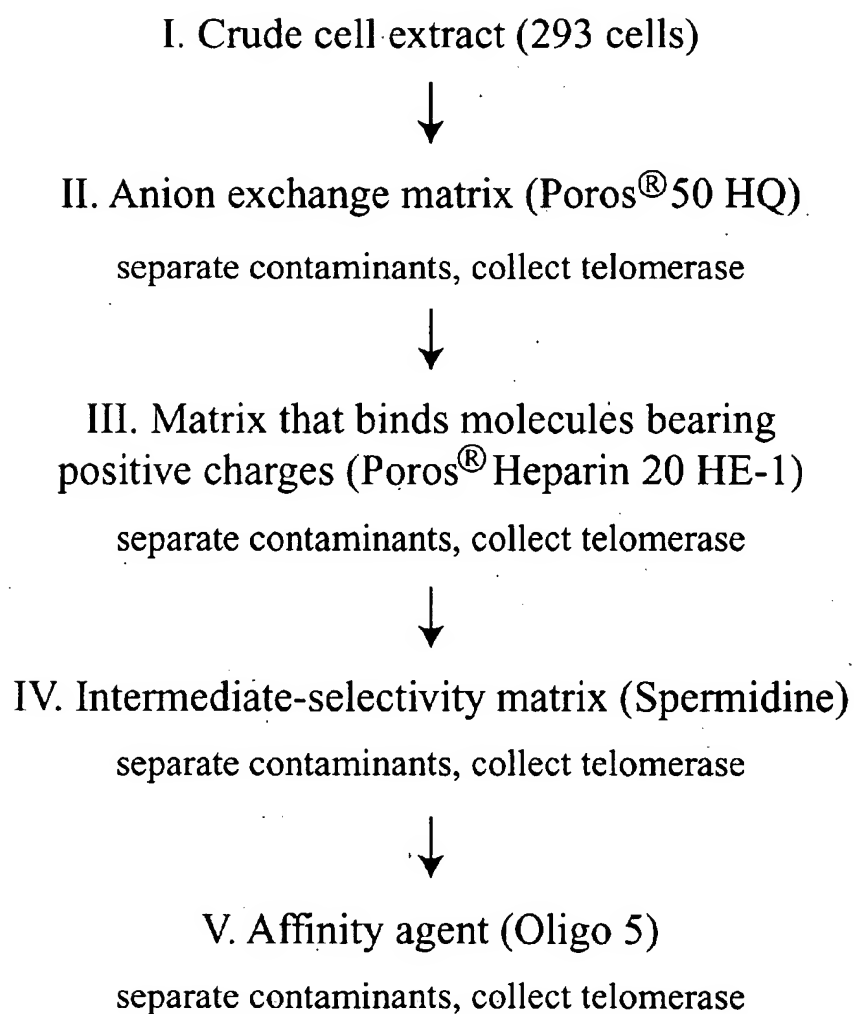 I. Crude cell extract (293 cells)
II. Anion exchange matrix (Poros®50 HQ)
separate contaminants, collect telomerase
III. Matrix that binds molecules bearing
positive charges (Poros® Heparin 20 HE-1)
separate contaminants, collect telomerase
IV. Intermediate-selectivity matrix (Spermidine)
separate contaminants, collect telomerase
V. Affinity agent (Oligo 5)
separate contaminants, collect telomerase